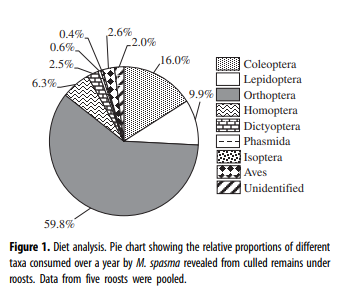 0.4%
2.6%
0.6%
2.0%
2.5%
16.0%
6.3%
9.9%
59.8%
Coleoptera
Lepidoptera
Orthoptera
Homoptera
Dictyoptera
Phasmida
Isoptera
Aves
Unidentified
Figure 1. Diet analysis. Pie chart showing the relative proportions of different
taxa consumed over a year by M. spasma revealed from culled remains under
roosts. Data from five roosts were pooled.